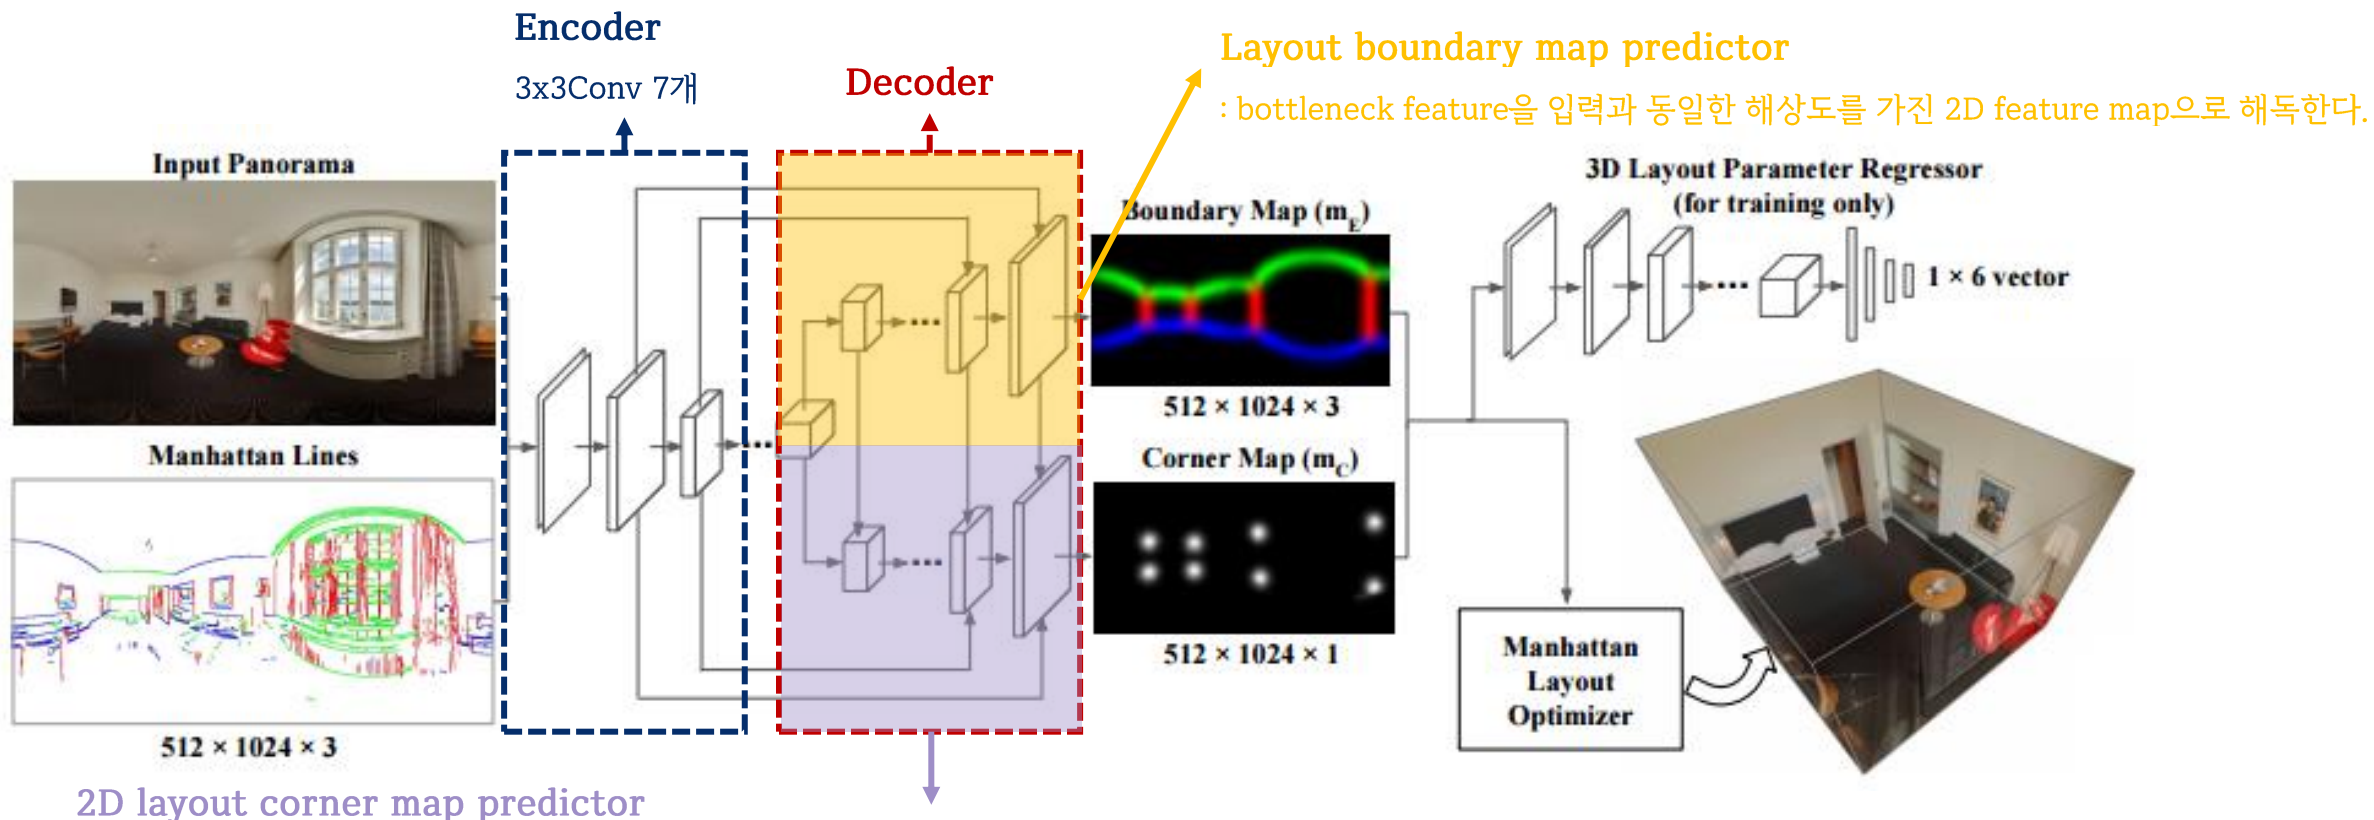 Encoder
3x3Conv 7개
Decoder
Layout boundary map predictor
: bottleneck feature을 입력과 동일한 해상도를 가진 2D feature map으로 해독한다.
Input Panorama
Manhattan Lines
512 × 1024 × 3
Boundary Map (mE)
512 × 1024 × 3
Corner Map (mC)
512 × 1024 × 1
3D Layout Parameter Regressor
(for training only)
1 × 6 vector
Manhattan
Layout
Optimizer
2D layout corner map predictor